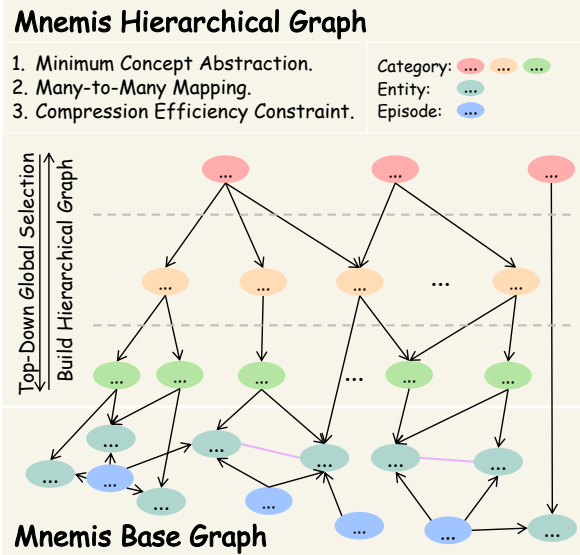 Mnemis Hierarchical Graph
1. Minimum Concept Abstraction.
2. Many-to-Many Mapping.
3. Compression Efficiency Constraint.
Category: ... ... ...
Entity: ...
Episode: ...
Top-Down Global Selection
Build Hierarchical Graph
... ... ...
... ... ... ... ...
... ... ... ... ... ...
... ... ... ... ...
... ... ...
... ... ... ...
Mnemis Base Graph